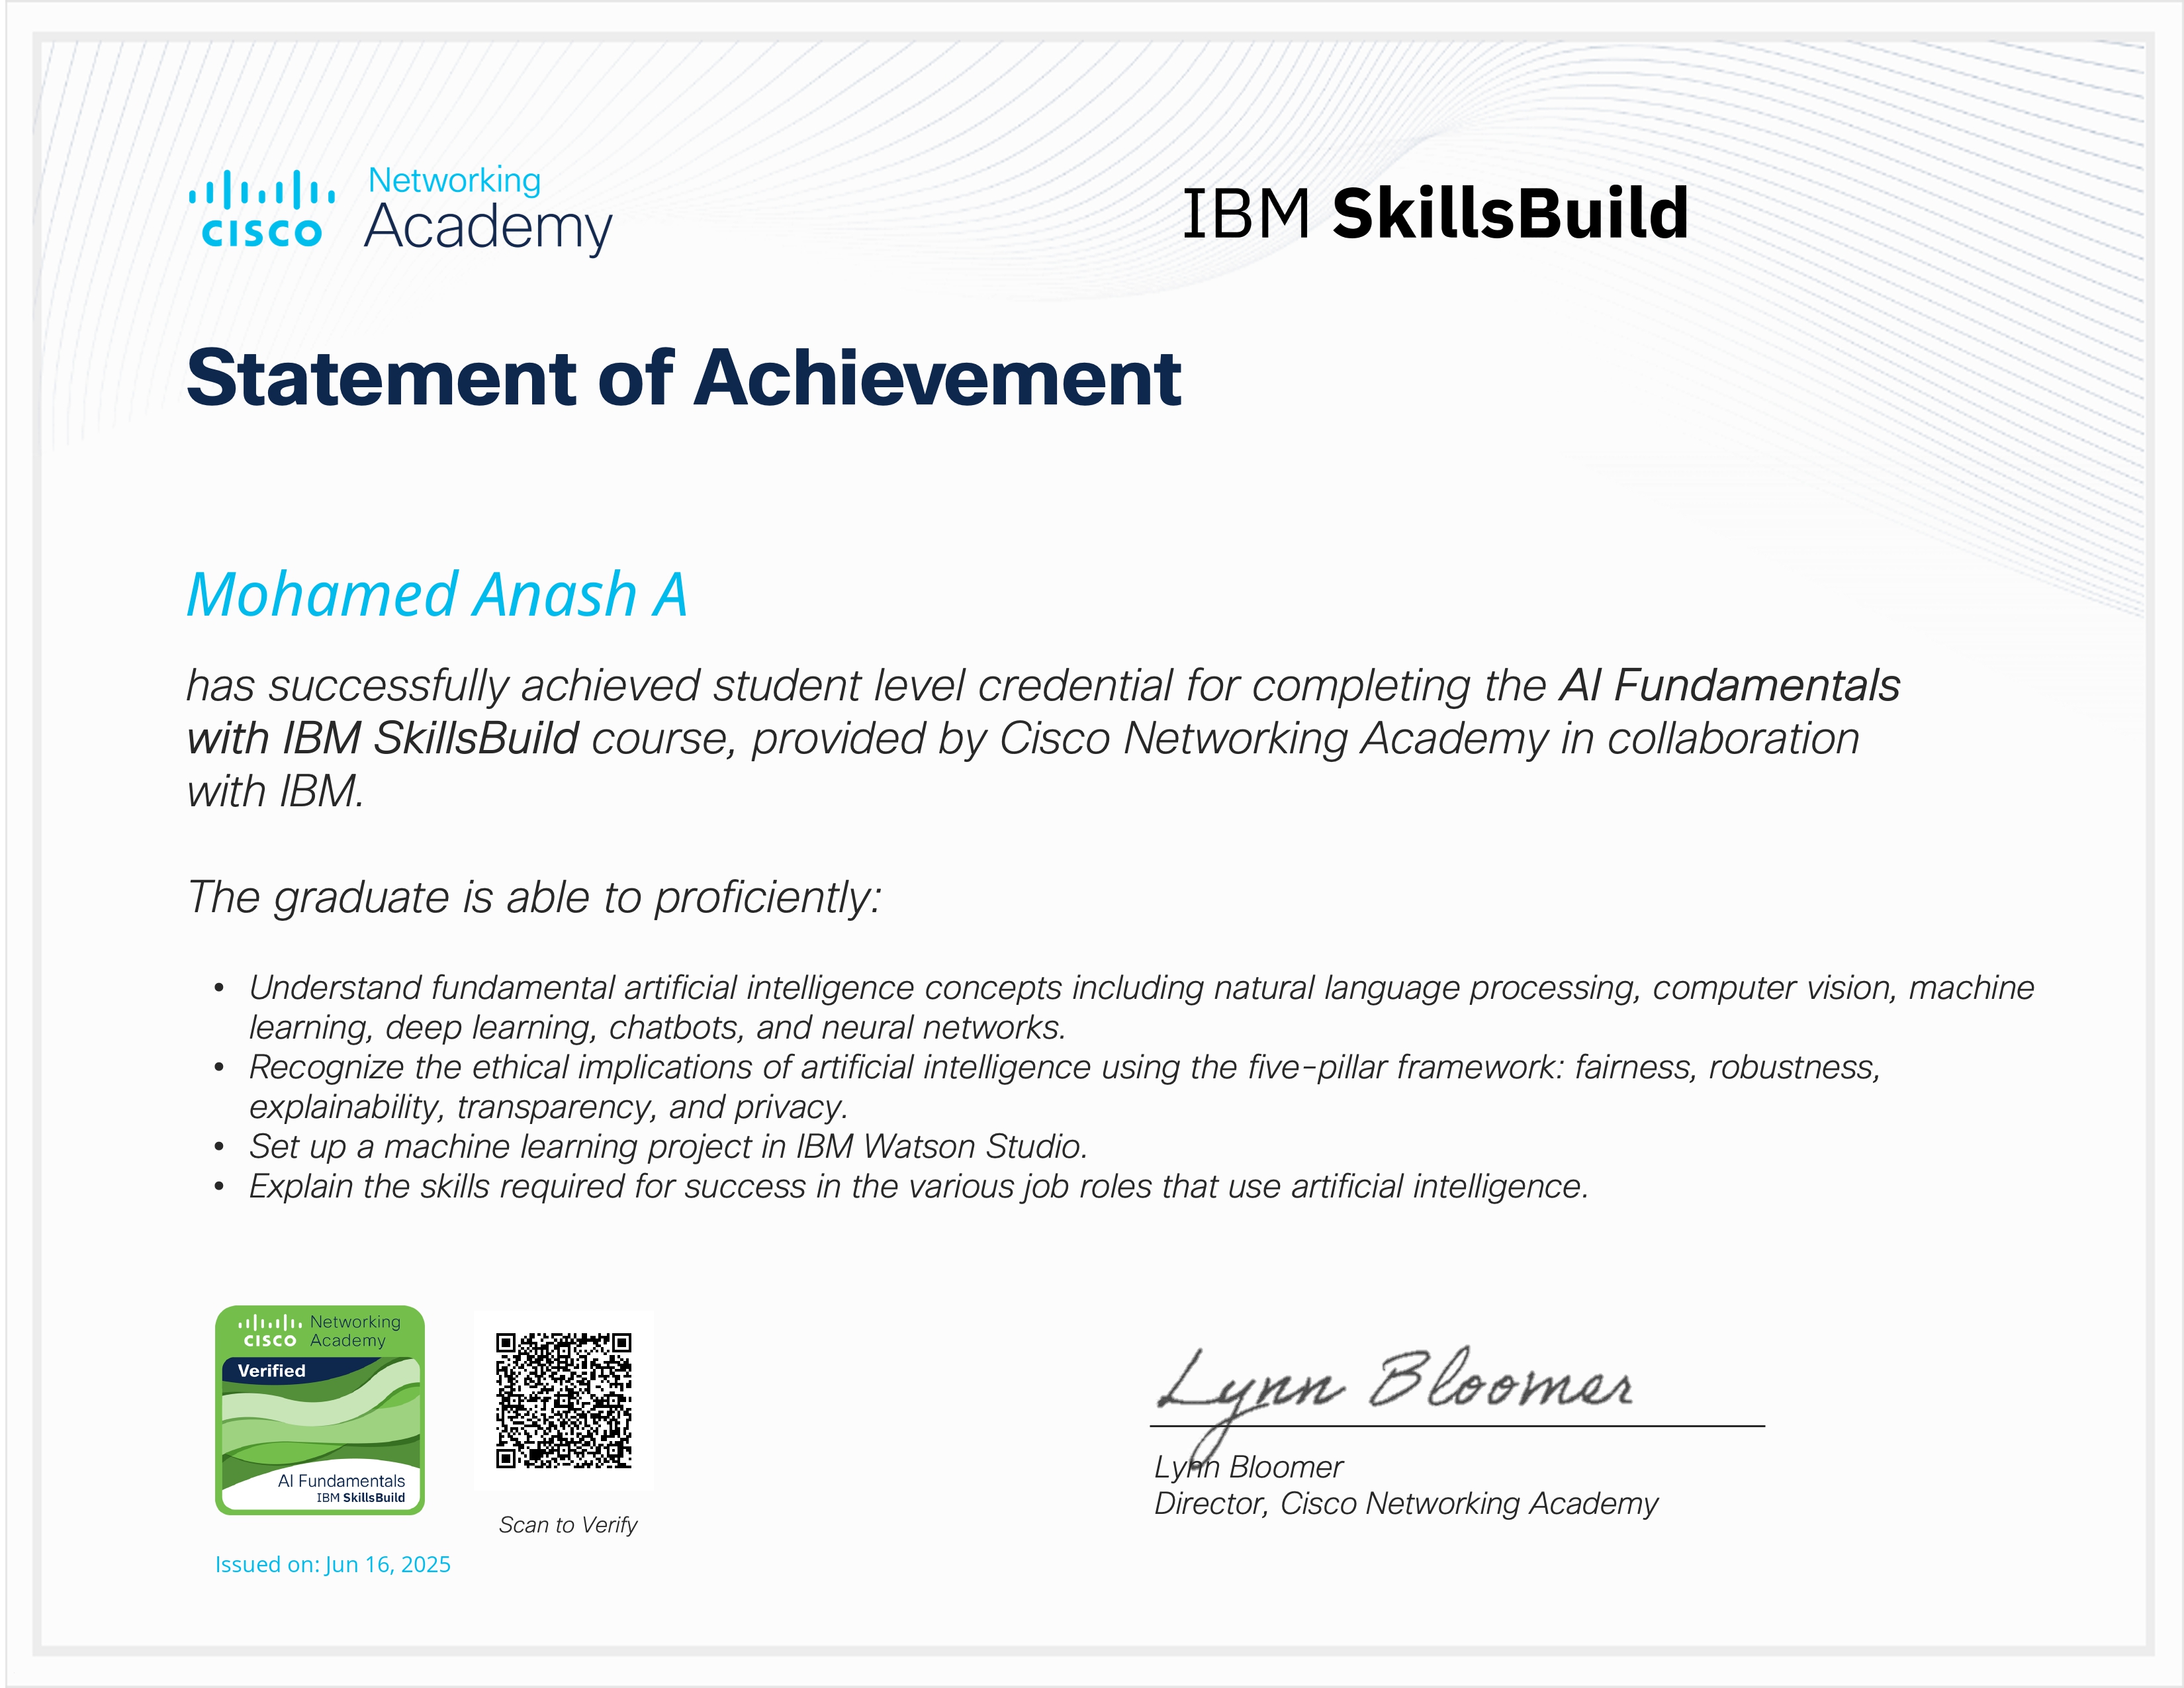 Networking
CISCO Academy
IBM SkillsBuild
Statement of Achievement
Mohamed Anash A
has successfully achieved student level credential for completing the AI Fundamentals
with IBM SkillsBuild course, provided by Cisco Networking Academy in collaboration
with IBM.
The graduate is able to proficiently:
• Understand fundamental artificial intelligence concepts including natural language processing, computer vision, machine
learning, deep learning, chatbots, and neural networks.
• Recognize the ethical implications of artificial intelligence using the five-pillar framework: fairness, robustness,
explainability, transparency, and privacy.
• Set up a machine learning project in IBM Watson Studio.
• Explain the skills required for success in the various job roles that use artificial intelligence.
Networking
CISCO Academy
Verified
AI Fundamentals
IBM SkillsBuild
Scan to Verify
Issued on: Jun 16, 2025
Lynn Bloomer
Lynn Bloomer
Director, Cisco Networking Academy